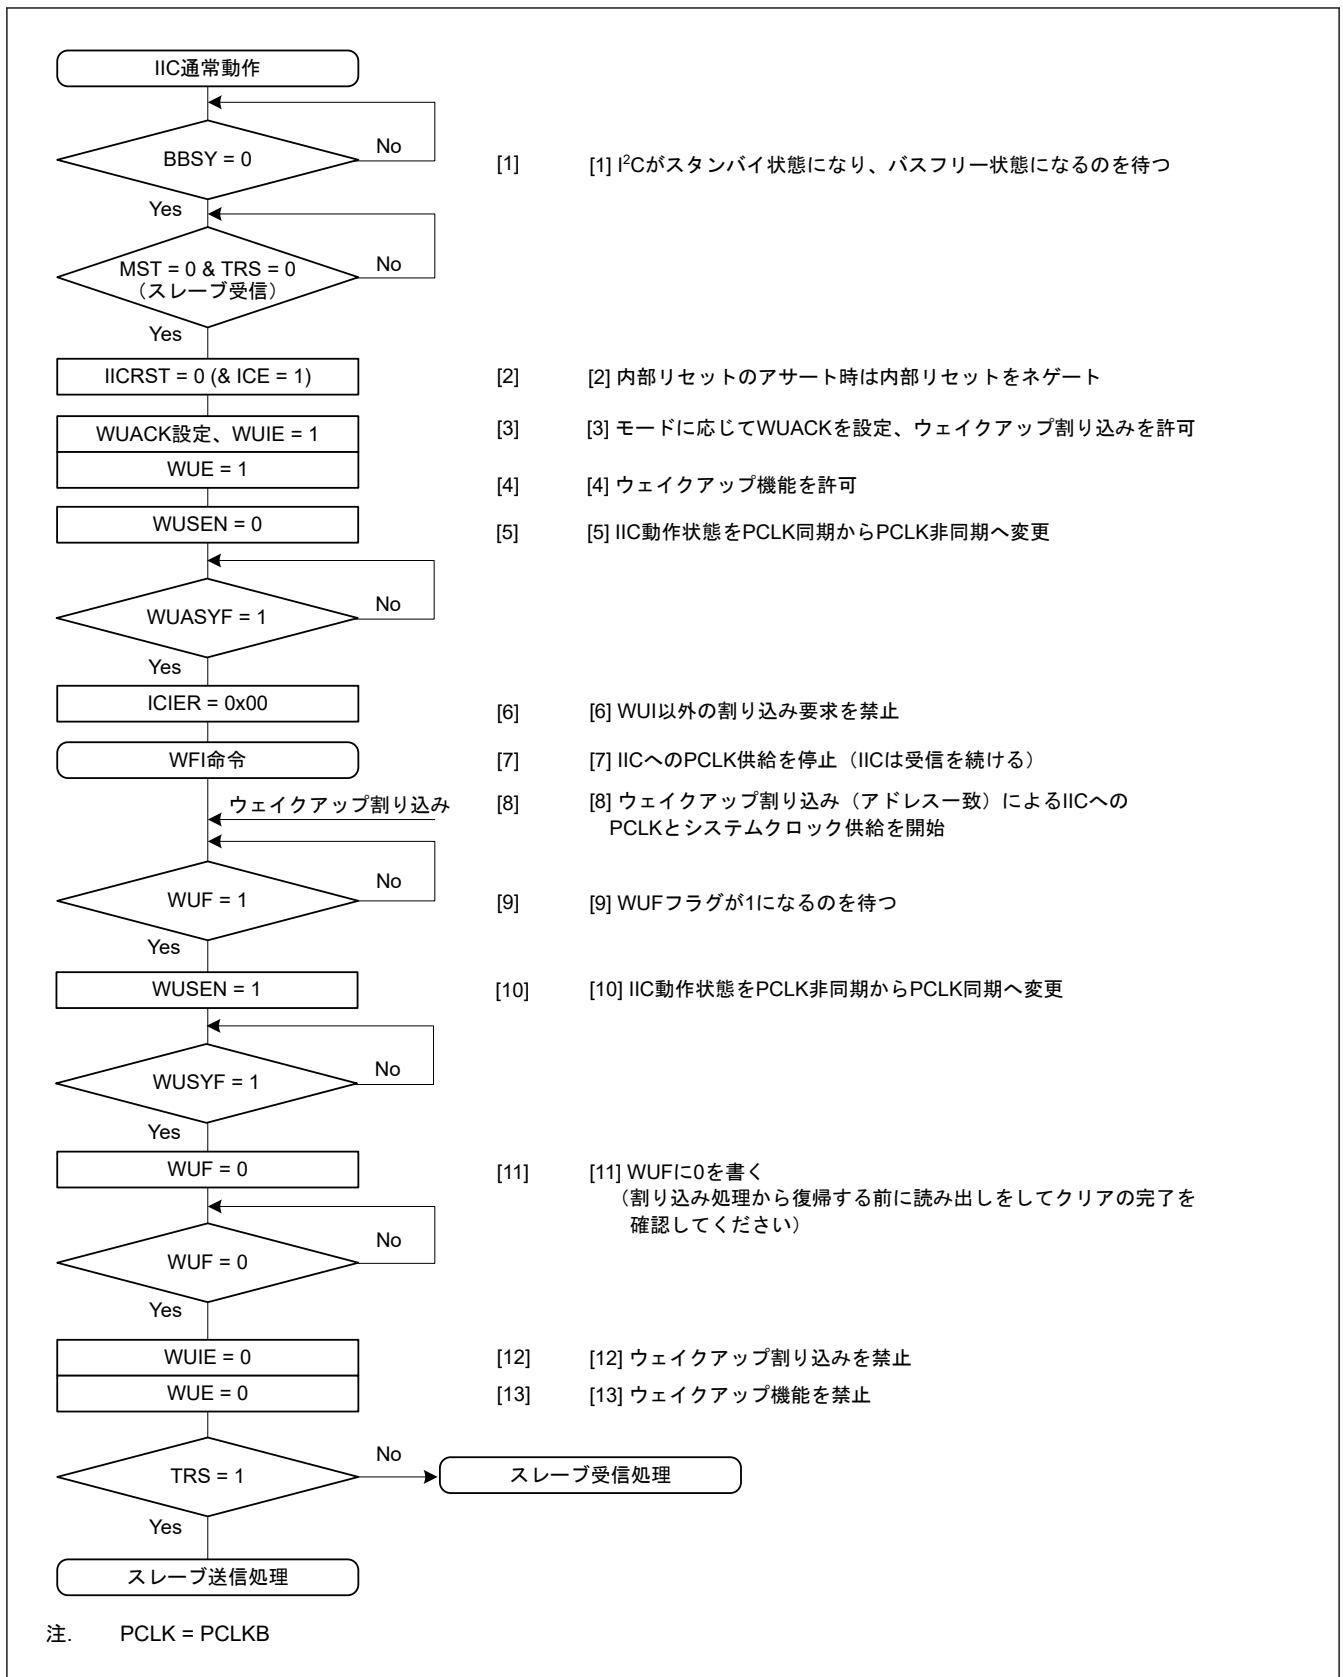 IIC通常動作
BBSY = 0
No
[1]
[1] I²Cがスタンバイ状態になり、バスフリー状態になるのを待つ
Yes
MST = 0 & TRS = 0
（スレーブ受信）
No
Yes
IICRST = 0 (& ICE = 1)
[2]
[2] 内部リセットのアサート時は内部リセットをネゲート
WUACK設定、WUIE = 1
[3]
[3] モードに応じてWUACKを設定、ウェイクアップ割り込みを許可
WUE = 1
[4]
[4] ウェイクアップ機能を許可
WUSEN = 0
[5]
[5] IIC動作状態をPCLK同期からPCLK非同期へ変更
WUASYF = 1
No
Yes
ICIER = 0x00
[6]
[6] WUI以外の割り込み要求を禁止
WFI命令
[7]
[7] IICへのPCLK供給を停止（IICは受信を続ける）
ウェイクアップ割り込み
[8]
[8] ウェイクアップ割り込み（アドレス一致）によるIICへの
PCLKとシステムクロック供給を開始
WUF = 1
No
[9]
[9] WUFフラグが1になるのを待つ
Yes
WUSEN = 1
[10]
[10] IIC動作状態をPCLK非同期からPCLK同期へ変更
WUSYF = 1
No
Yes
WUF = 0
[11]
[11] WUFに0を書く
（割り込み処理から復帰する前に読み出しをしてクリアの完了を
確認してください）
WUF = 0
No
Yes
WUIE = 0
[12]
[12] ウェイクアップ割り込みを禁止
WUE = 0
[13]
[13] ウェイクアップ機能を禁止
TRS = 1
No
スレーブ受信処理
Yes
スレーブ送信処理
注. PCLK = PCLKB